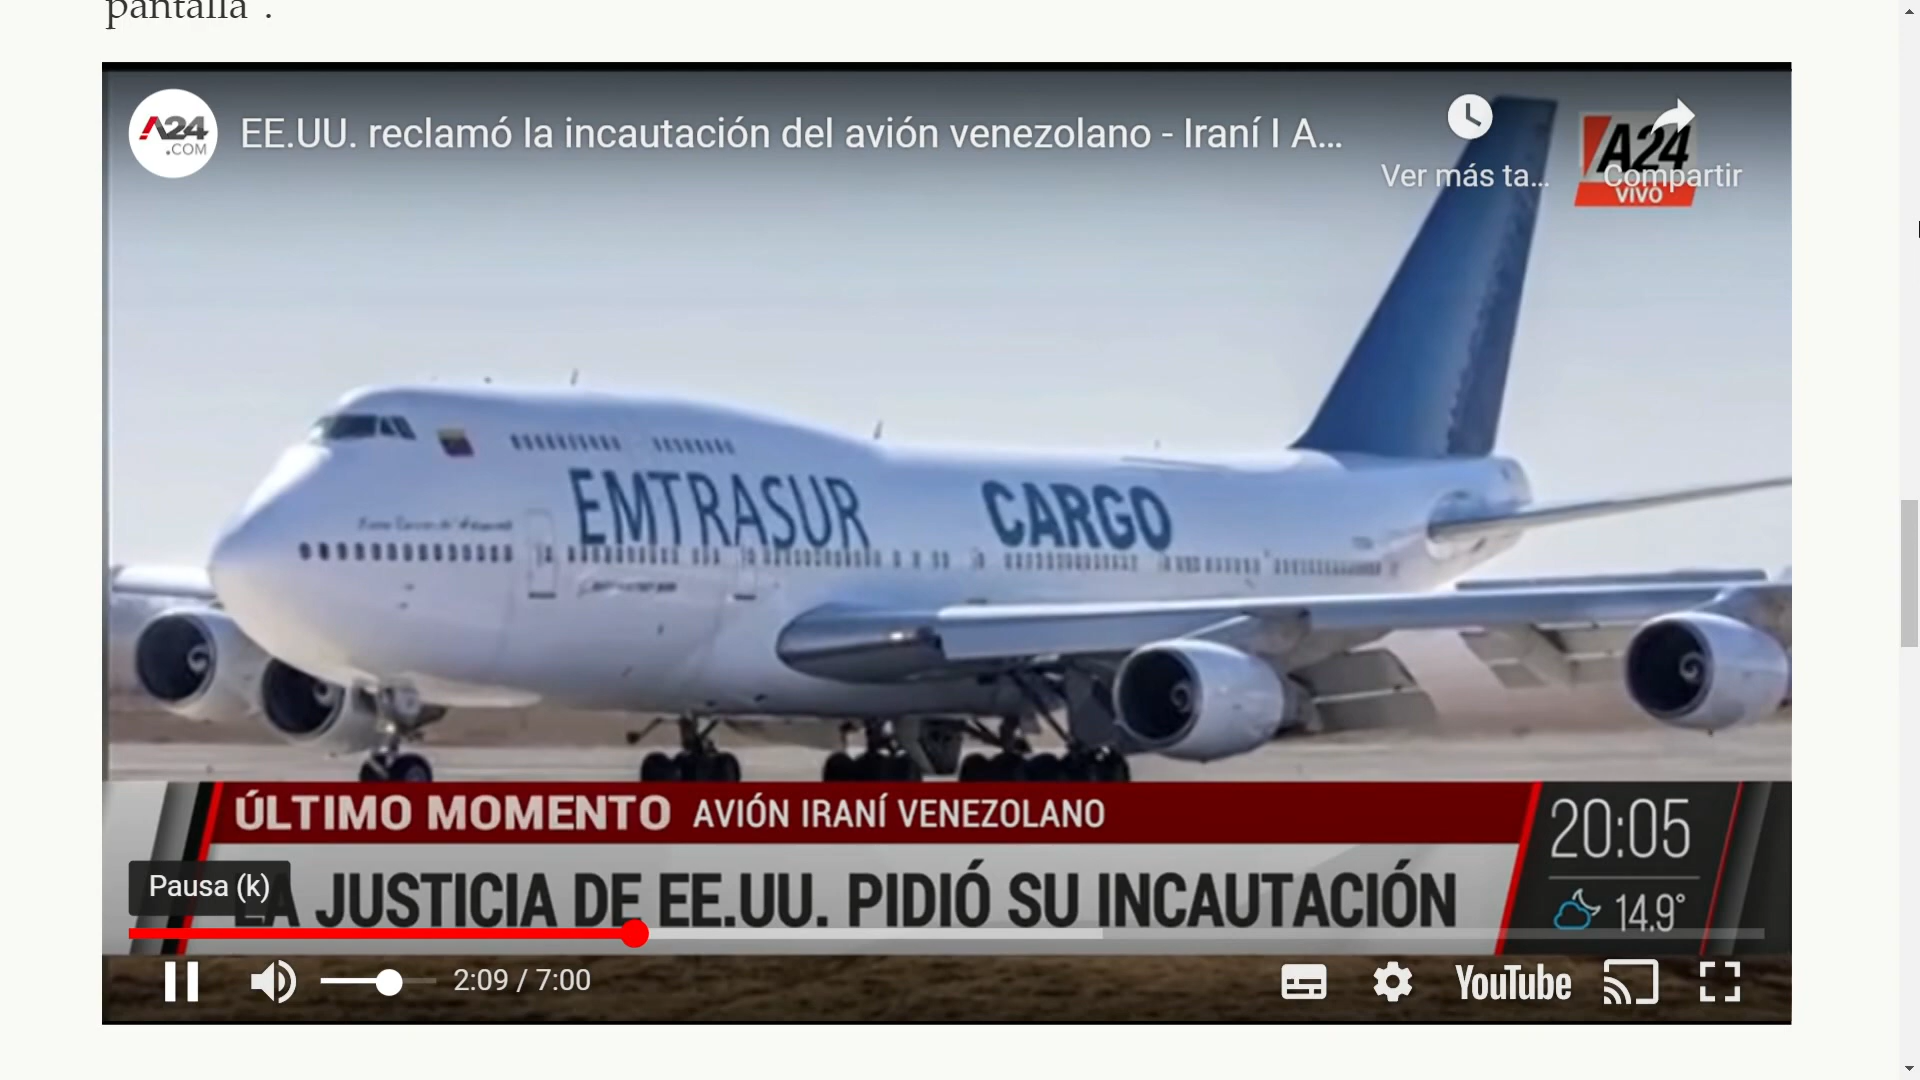 pantalla".
A24
.COM
EE.UU. reclamó la incautación del avión venezolano - Iraní I A...
Ver más ta...
Compartir
A24
VIVO
EMTRASUR CARGO
ÚLTIMO MOMENTO AVIÓN IRANÍ VENEZOLANO
20:05
Pausa (k)
LA JUSTICIA DE EE.UU. PIDIÓ SU INCAUTACIÓN
14.9°
2:09 / 7:00
YouTube